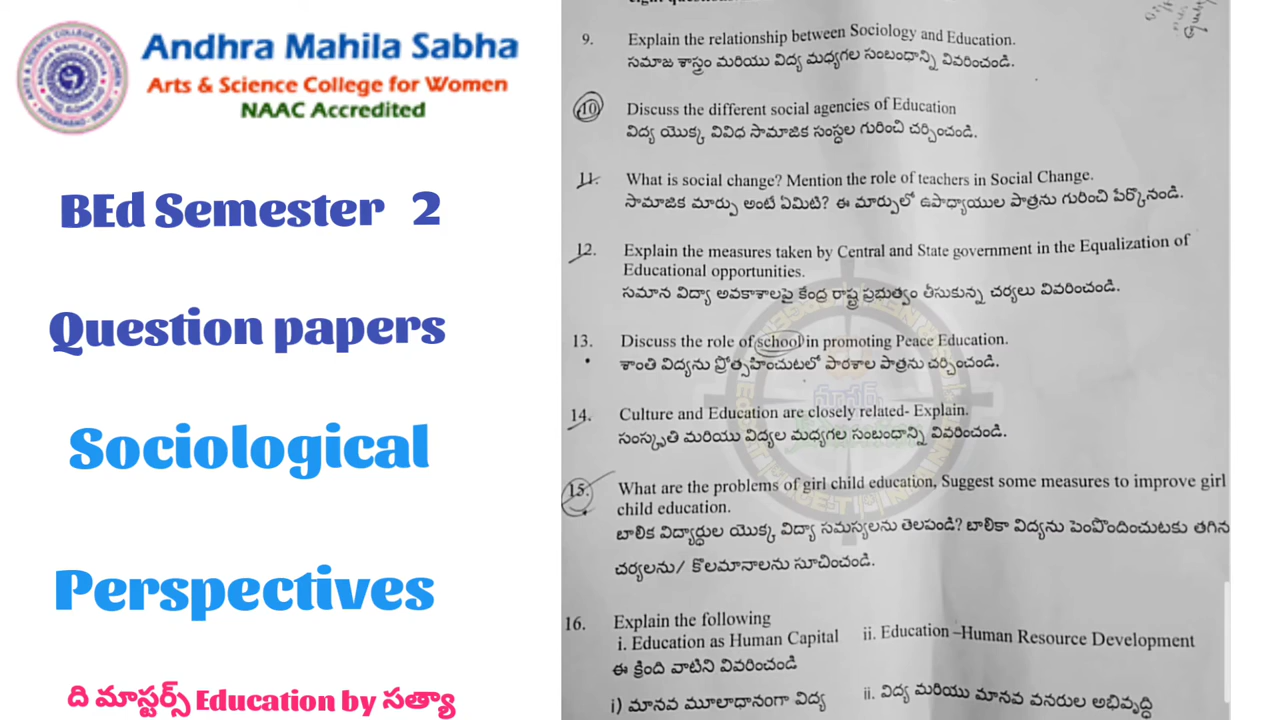 Andhra Mahila Sabha
Arts & Science College for Women
NAAC Accredited
BEd Semester 2
Question papers
Sociological
Perspectives
ది మాస్టర్స్ Education by సత్యా
9. Explain the relationship between Sociology and Education.
సమాజ శాస్త్రం మరియు విద్య మధ్యగల సంబంధాన్ని వివరించండి.
10 Discuss the different social agencies of Education
విద్య యొక్క వివిధ సామాజిక సంస్థల గురించి చర్చించండి.
11. What is social change? Mention the role of teachers in Social Change.
సామాజిక మార్పు అంటే ఏమిటి? ఈ మార్పులో ఉపాధ్యాయుల పాత్రను గురించి పేర్కొనండి.
12. Explain the measures taken by Central and State government in the Equalization of
Educational opportunities.
సమాన విద్యా అవకాశాలపై కేంద్ర రాష్ట్ర ప్రభుత్వం తీసుకున్న చర్యలు వివరించండి.
13. Discuss the role of school in promoting Peace Education.
శాంతి విద్యను ప్రోత్సహించుటలో పాఠశాల పాత్రను చర్చించండి.
14. Culture and Education are closely related- Explain.
సంస్కృతి మరియు విద్యల మధ్యగల సంబంధాన్ని వివరించండి.
15. What are the problems of girl child education, Suggest some measures to improve girl
child education.
బాలిక విద్యార్థుల యొక్క విద్యా సమస్యలను తెలపండి? బాలికా విద్యను పెంపొందించుటకు తగిన
చర్యలను/ కొలమానాలను సూచించండి.
16. Explain the following
i. Education as Human Capital ii. Education –Human Resource Development
ఈ క్రింది వాటిని వివరించండి
i) మానవ మూలాధానంగా విద్య ii. విద్య మరియు మానవ వనరుల అభివృద్ధి